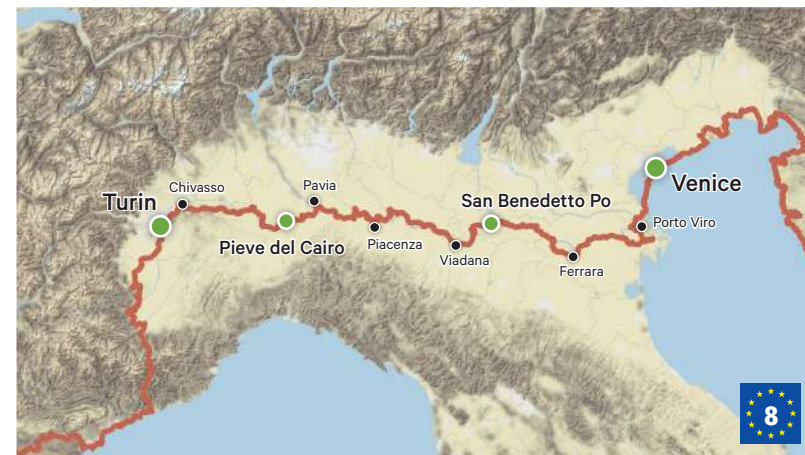 Turin
Chivasso
Pieve del Cairo
Pavia
Piacenza
Viadana
San Benedetto Po
Ferrara
Porto Viro
Venice
8